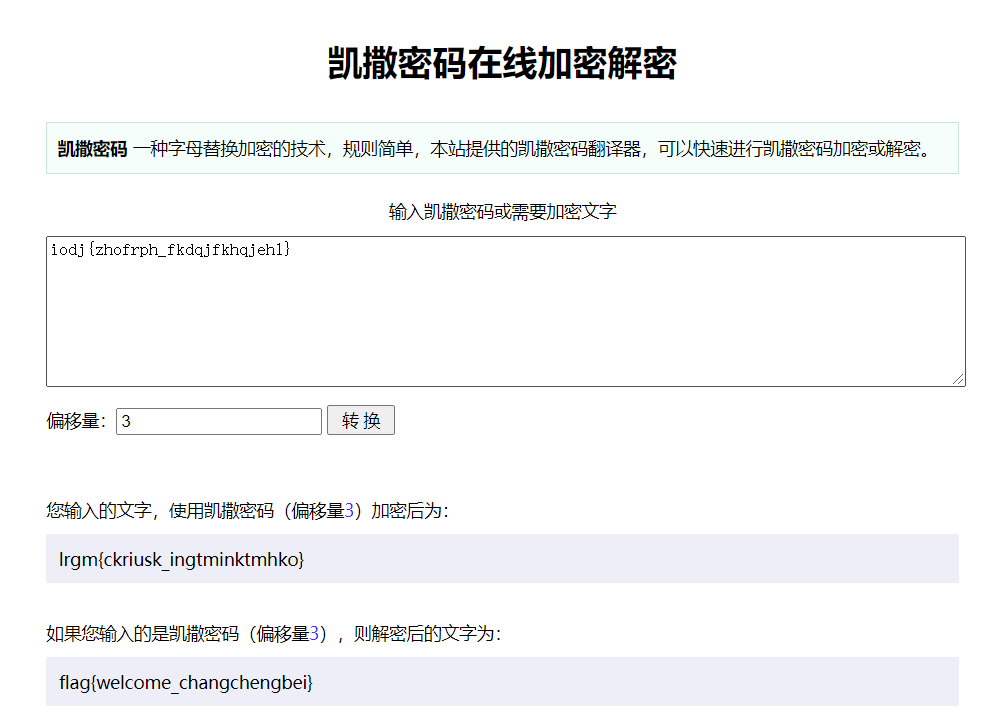 凯撒密码在线加密解密
凯撒密码 一种字母替换加密的技术，规则简单，本站提供的凯撒密码翻译器，可以快速进行凯撒密码加密或解密。
输入凯撒密码或需要加密文字
iodj{zhofrph_fkdqjfkhqjehl}
偏移量：3 转 换
您输入的文字，使用凯撒密码（偏移量3）加密后为：
lrgm{ckriusk_ingtminktmhko}
如果您输入的是凯撒密码（偏移量3），则解密后的文字为：
flag{welcome_changchengbei}